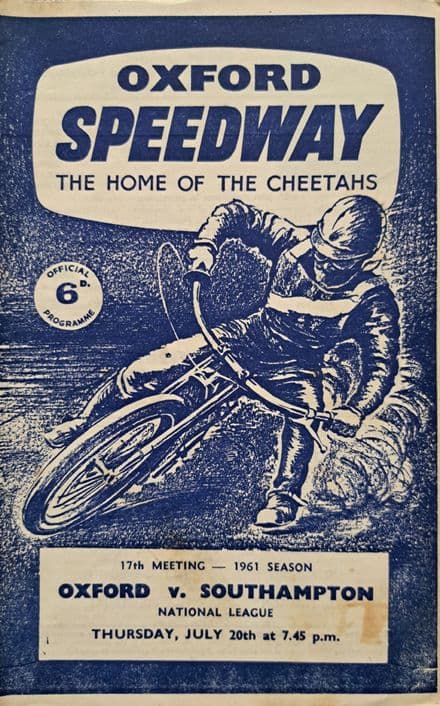 OXFORD
SPEEDWAY
THE HOME OF THE CHEETAHS
OFFICIAL
6D.
PROGRAMME
17th MEETING — 1961 SEASON
OXFORD v. SOUTHAMPTON
NATIONAL LEAGUE
THURSDAY, JULY 20th at 7.45 p.m.